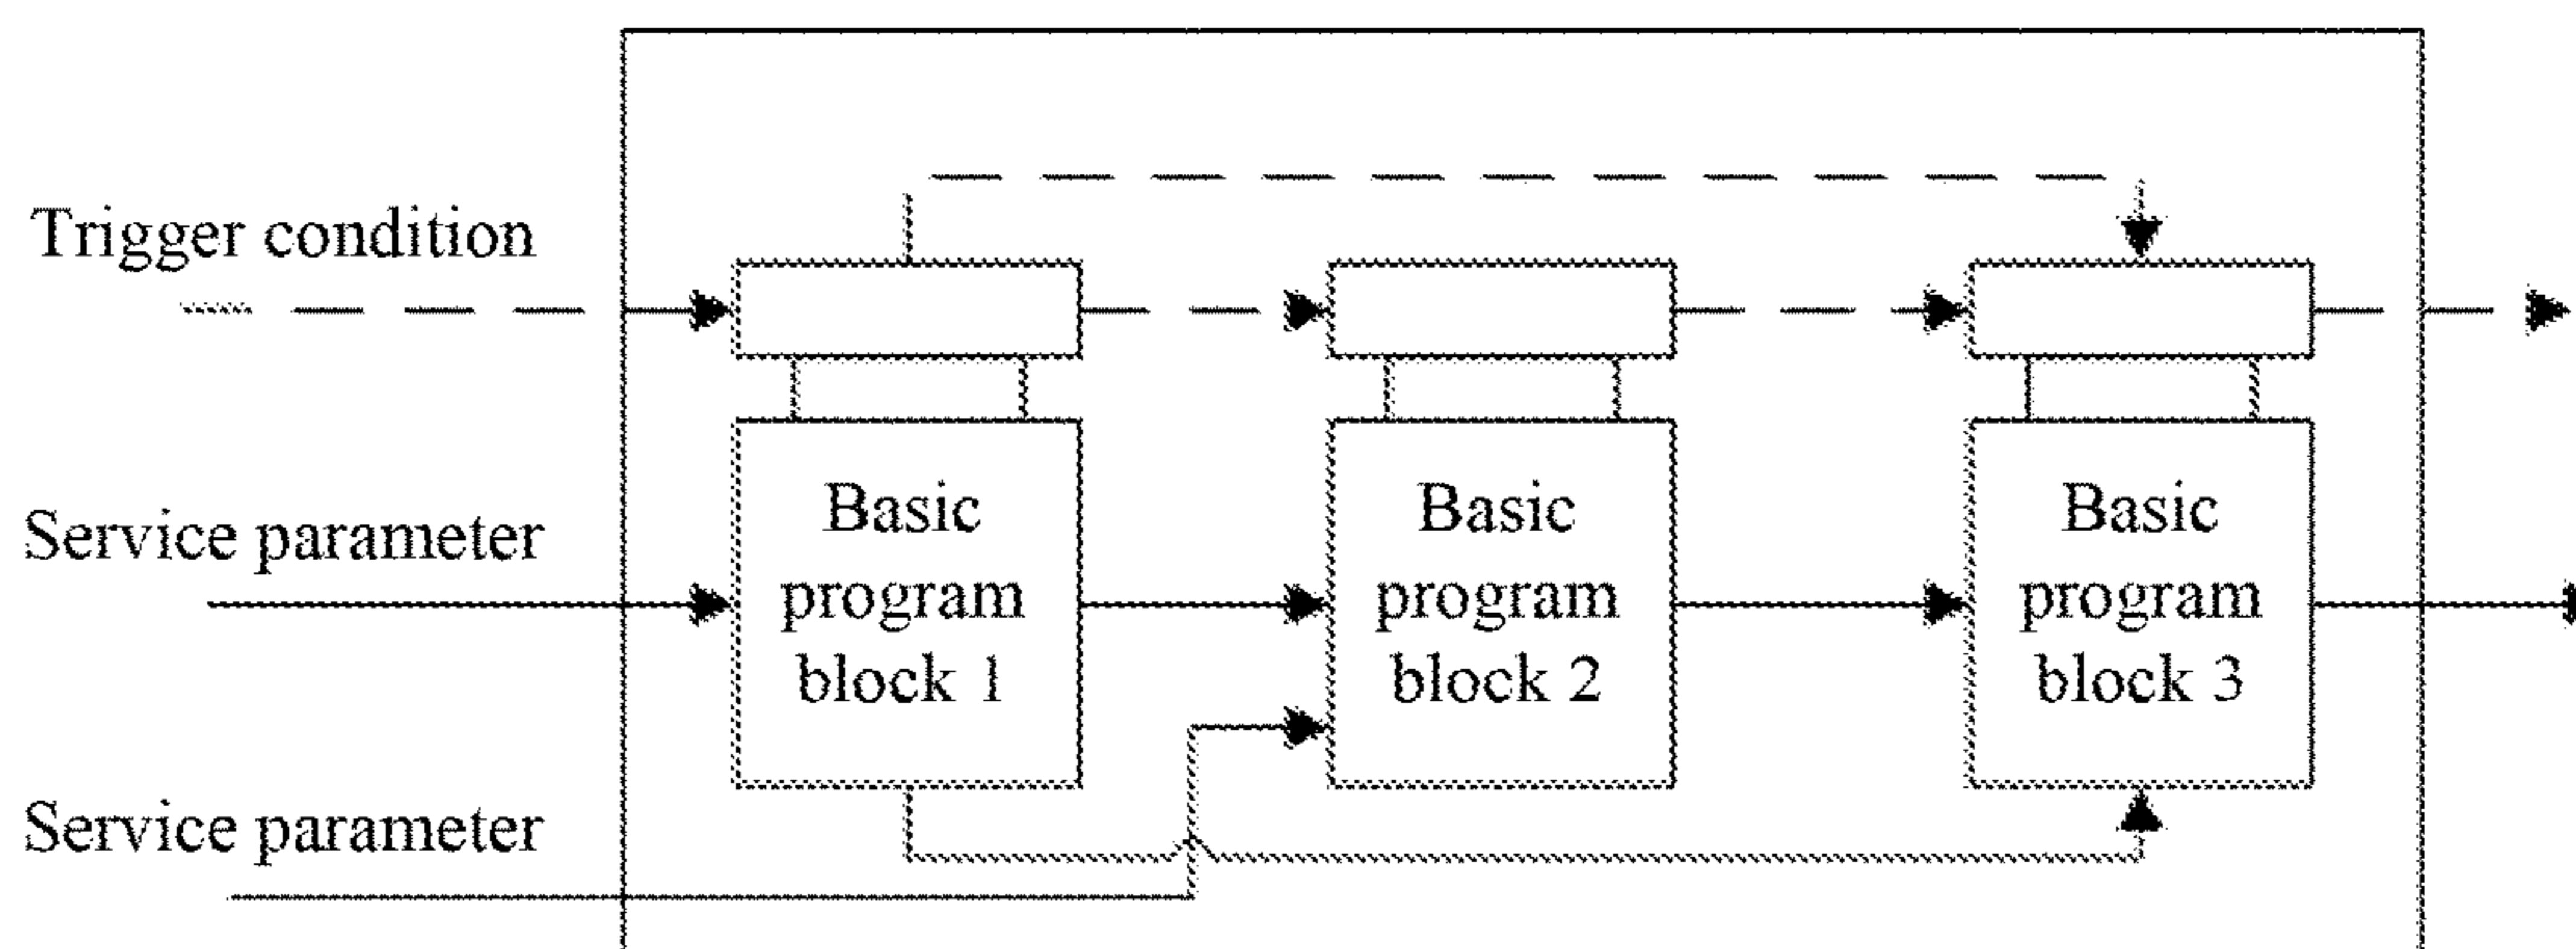 Trigger condition
Service parameter
Basic
program
block 1
Basic
program
block 2
Basic
program
block 3
Service parameter